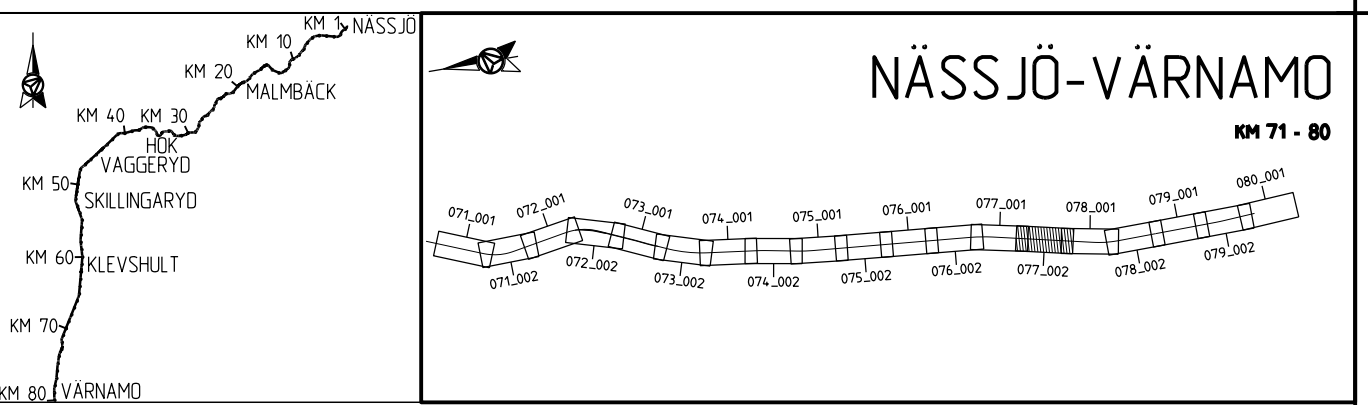 KM 1
NÄSSJÖ
KM 10
KM 20
MALMBÄCK
KM 40
KM 30
HOK
VAGGERYD
KM 50
SKILLINGARYD
KM 60
KLEVSHULT
KM 70
KM 80
VÄRNAMO
NÄSSJÖ-VÄRNAMO
KM 71 - 80
071_001
072_001
073_001
074_001
075_001
076_001
077_001
078_001
079_001
080_001
071_002
072_002
073_002
074_002
075_002
076_002
077_002
078_002
079_002